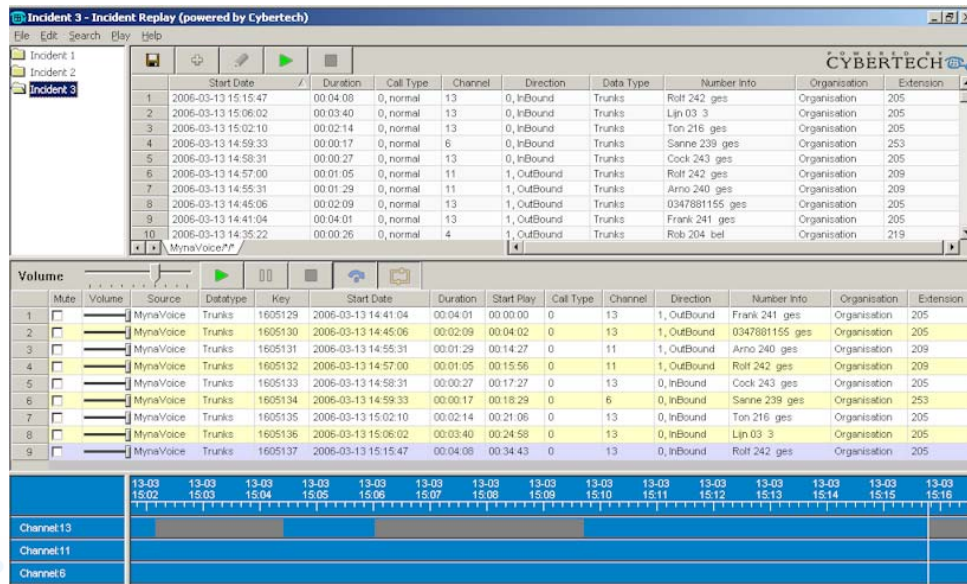 Incident 3 - Incident Replay (powered by Cybertech)
File Edit Search Play Help
Incident 1
Incident 2
Incident 3
POWERED BY
CYBERTECH
Start Date Duration Call Type Channel Direction Data Type Number Info Organisation Extension
1 2006-03-13 15:15:47 00:04:08 0, normal 13 0, InBound Trunks Rolf 242 ges Organisation 205
2 2006-03-13 15:06:02 00:03:40 0, normal 13 0, InBound Trunks Lijn 03 3 Organisation 205
3 2006-03-13 15:02:10 00:02:14 0, normal 13 0, InBound Trunks Ton 216 ges Organisation 205
4 2006-03-13 14:59:33 00:00:17 0, normal 6 0, InBound Trunks Sanne 239 ges Organisation 253
5 2006-03-13 14:58:31 00:00:27 0, normal 13 0, InBound Trunks Cock 243 ges Organisation 205
6 2006-03-13 14:57:00 00:01:05 0, normal 11 1, OutBound Trunks Rolf 242 ges Organisation 209
7 2006-03-13 14:55:31 00:01:29 0, normal 11 1, OutBound Trunks Arno 240 ges Organisation 209
8 2006-03-13 14:45:06 00:02:09 0, normal 13 1, OutBound Trunks 0347881155 ges Organisation 205
9 2006-03-13 14:41:04 00:04:01 0, normal 13 1, OutBound Trunks Frank 241 ges Organisation 205
10 2006-03-13 14:35:22 00:00:26 0, normal 4 1, OutBound Trunks Rob 204 bel Organisation 219
MynaVoice/*/*
Volume
Mute Volume Source Datatype Key Start Date Duration Start Play Call Type Channel Direction Number Info Organisation Extension
1 MynaVoice Trunks 1605129 2006-03-13 14:41:04 00:04:01 00:00:00 0 13 1, OutBound Frank 241 ges Organisation 205
2 MynaVoice Trunks 1605130 2006-03-13 14:45:06 00:02:09 00:04:02 0 13 1, OutBound 0347881155 ges Organisation 205
3 MynaVoice Trunks 1605131 2006-03-13 14:55:31 00:01:29 00:14:27 0 11 1, OutBound Arno 240 ges Organisation 209
4 MynaVoice Trunks 1605132 2006-03-13 14:57:00 00:01:05 00:15:56 0 11 1, OutBound Rolf 242 ges Organisation 209
5 MynaVoice Trunks 1605133 2006-03-13 14:58:31 00:00:27 00:17:27 0 13 0, InBound Cock 243 ges Organisation 205
6 MynaVoice Trunks 1605134 2006-03-13 14:59:33 00:00:17 00:18:29 0 6 0, InBound Sanne 239 ges Organisation 253
7 MynaVoice Trunks 1605135 2006-03-13 15:02:10 00:02:14 00:21:06 0 13 0, InBound Ton 216 ges Organisation 205
8 MynaVoice Trunks 1605136 2006-03-13 15:06:02 00:03:40 00:24:58 0 13 0, InBound Lijn 03 3 Organisation 205
9 MynaVoice Trunks 1605137 2006-03-13 15:15:47 00:04:08 00:34:43 0 13 0, InBound Rolf 242 ges Organisation 205
13-03 13-03 13-03 13-03 13-03 13-03 13-03 13-03 13-03 13-03 13-03 13-03 13-03 13-03 13-03
15:02 15:03 15:04 15:05 15:06 15:07 15:08 15:09 15:10 15:11 15:12 15:13 15:14 15:15 15:16
Channel:13
Channel:11
Channel:6